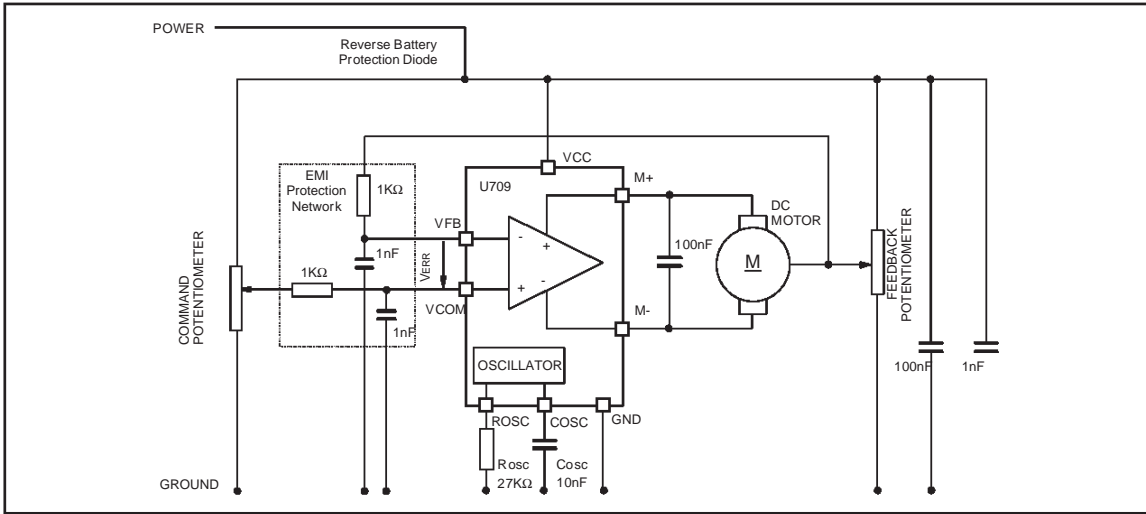 POWER
Reverse Battery
Protection Diode
VCC
EMI
Protection
Network
1KΩ
U709
M+
DC
MOTOR
VFB
-
+
1nF
VERR
100nF
M
COMMAND
POTENTIOMETER
1KΩ
+
-
VCOM
M-
1nF
FEEDBACK
POTENTIOMETER
OSCILLATOR
100nF
1nF
ROSC
COSC
GND
Rosc
27KΩ
Cosc
10nF
GROUND